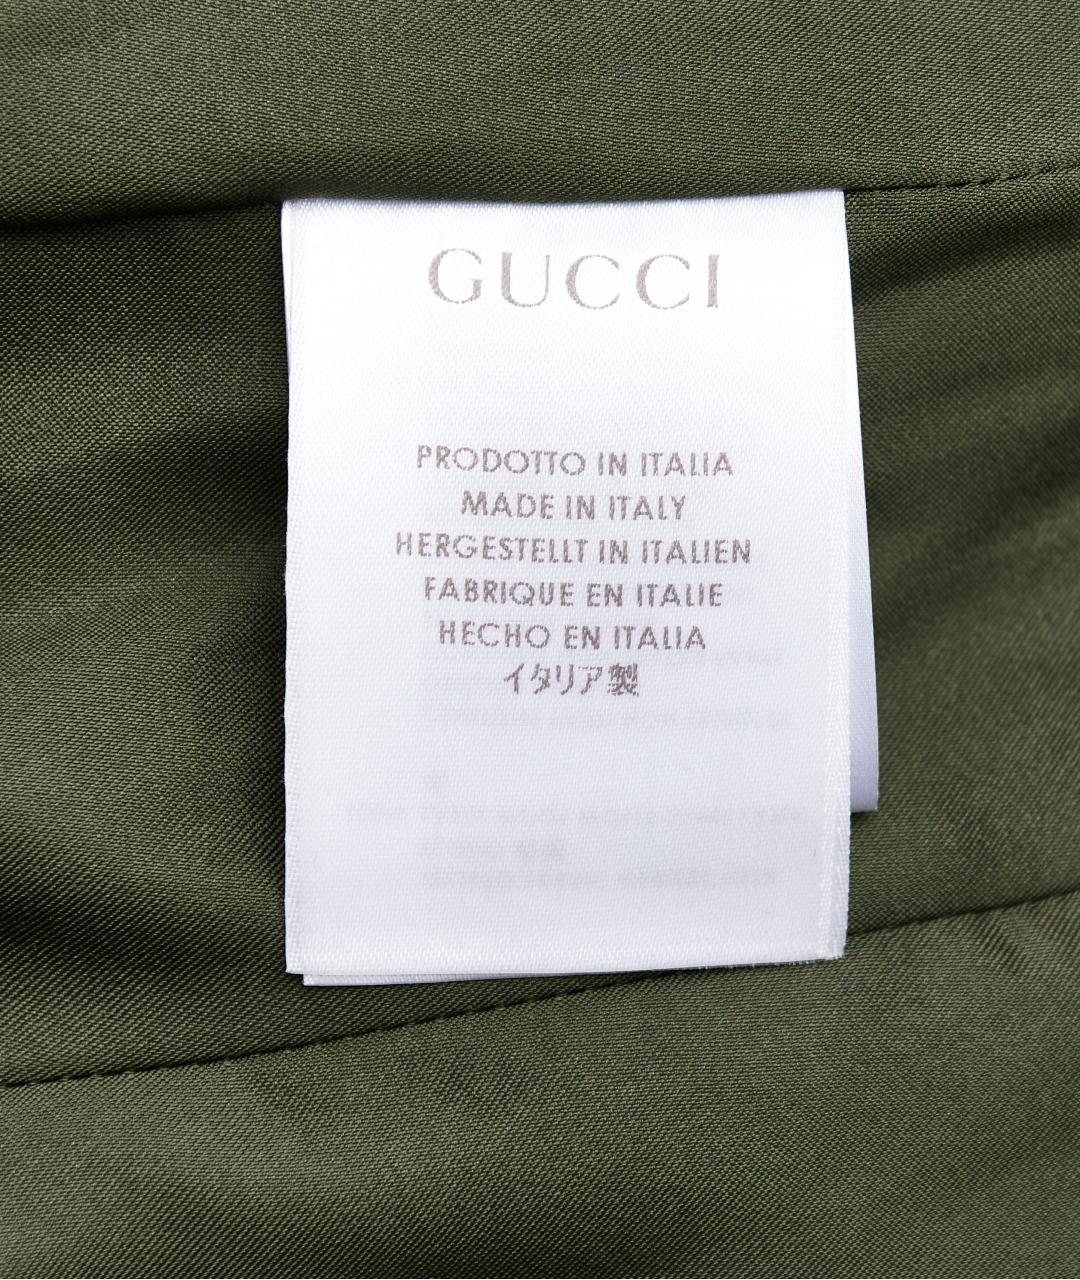 GUCCI
PRODOTTO IN ITALIA
MADE IN ITALY
HERGESTELLT IN ITALIEN
FABRIQUE EN ITALIE
HECHO EN ITALIA
イタリア製